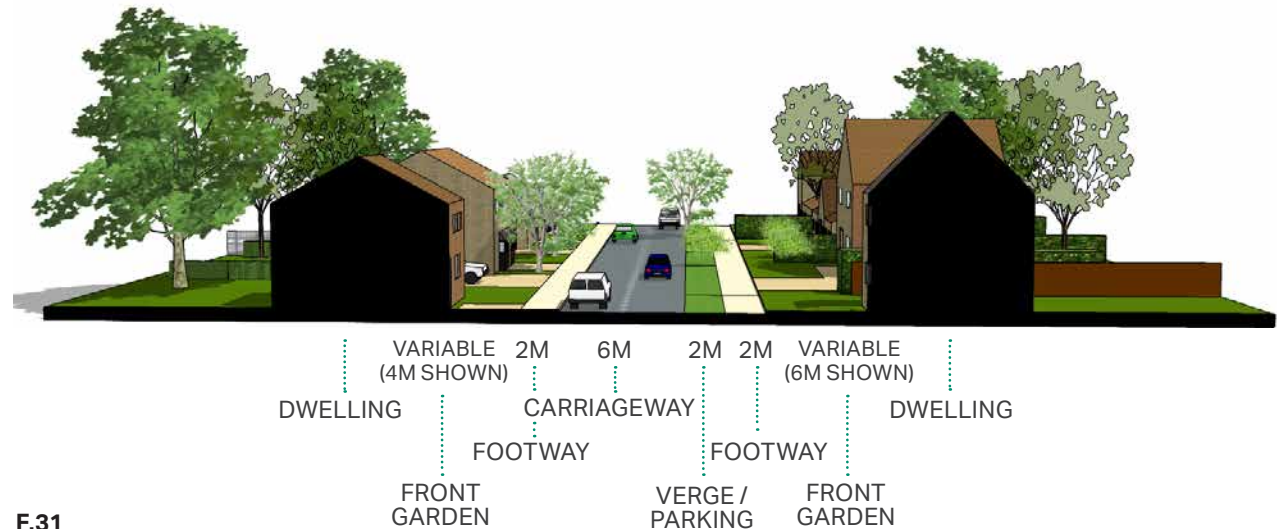 VARIABLE 2M 6M 2M 2M VARIABLE
(4M SHOWN) (6M SHOWN)
DWELLING CARRIAGEWAY DWELLING
FOOTWAY FOOTWAY
FRONT VERGE / FRONT
GARDEN PARKING GARDEN
F.31